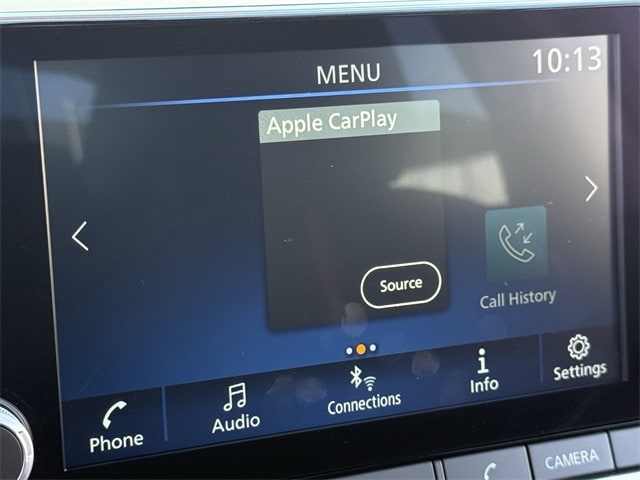 MENU
10:13
Apple CarPlay
Source
Call History
Phone
Audio
Connections
Info
Settings
CAMERA